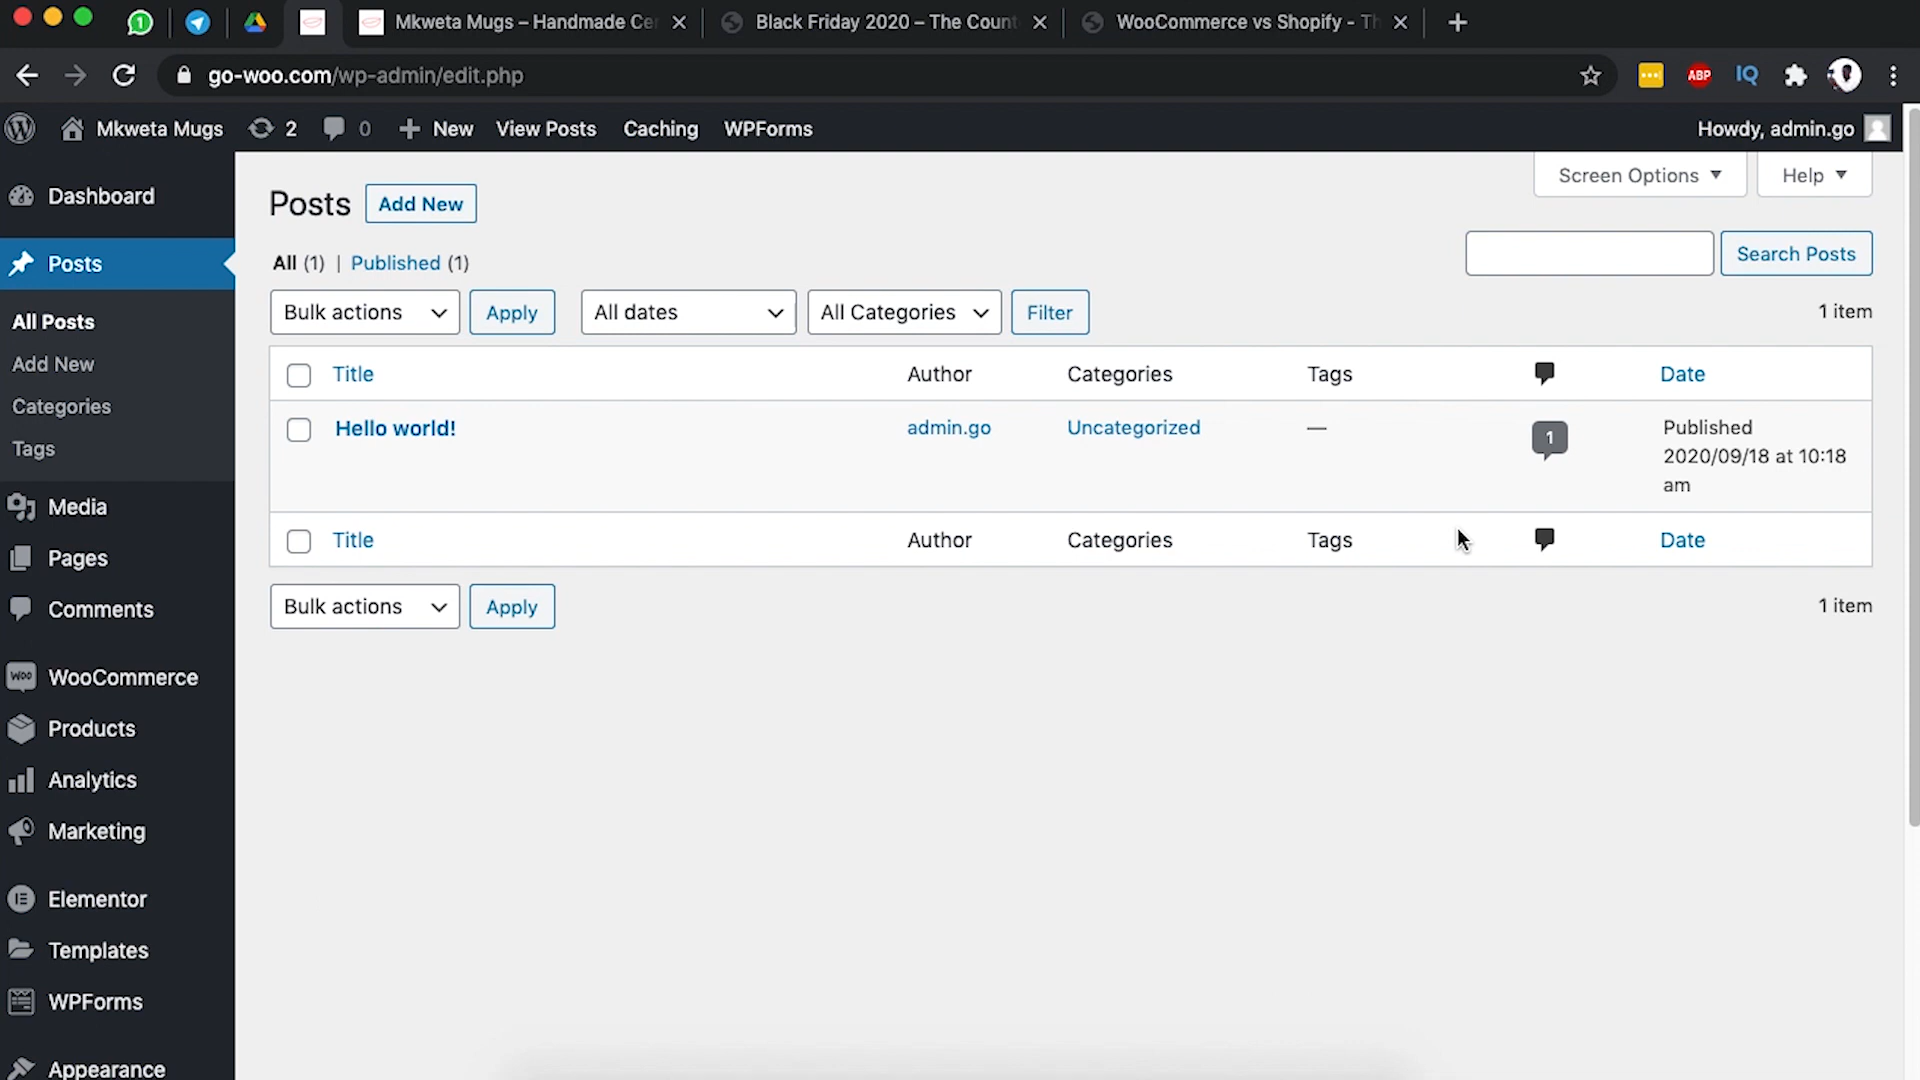 Mkweta Mugs – Handmade Cer
Black Friday 2020 – The Count
WooCommerce vs Shopify - Th
go-woo.com/wp-admin/edit.php
ABP
IQ
Mkweta Mugs
2
0
New
View Posts
Caching
WPForms
Howdy, admin.go
Dashboard
Posts
All Posts
Add New
Categories
Tags
Media
Pages
Comments
WooCommerce
Products
Analytics
Marketing
Elementor
Templates
WPForms
Appearance
Screen Options
Help
Posts
Add New
All (1) | Published (1)
Search Posts
Bulk actions
Apply
All dates
All Categories
Filter
1 item
Title Author Categories Tags Date
Hello world! admin.go Uncategorized — 1 Published
2020/09/18 at 10:18
am
Title Author Categories Tags Date
Bulk actions
Apply
1 item